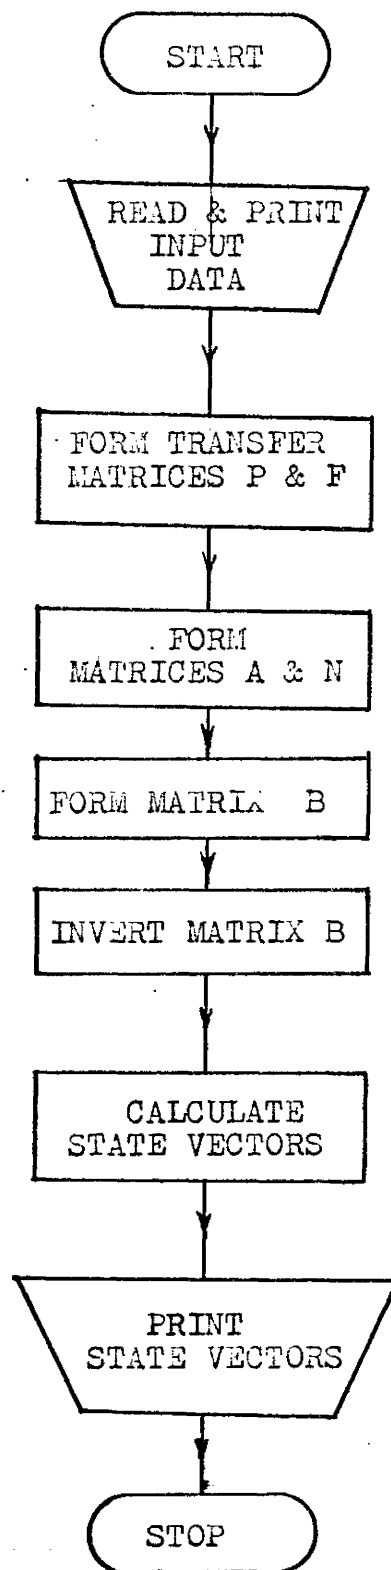 START
READ & PRINT
INPUT
DATA
FORM TRANSFER
MATRICES P & F
FORM
MATRICES A & N
FORM MATRIX B
INVERT MATRIX B
CALCULATE
STATE VECTORS
PRINT
STATE VECTORS
STOP